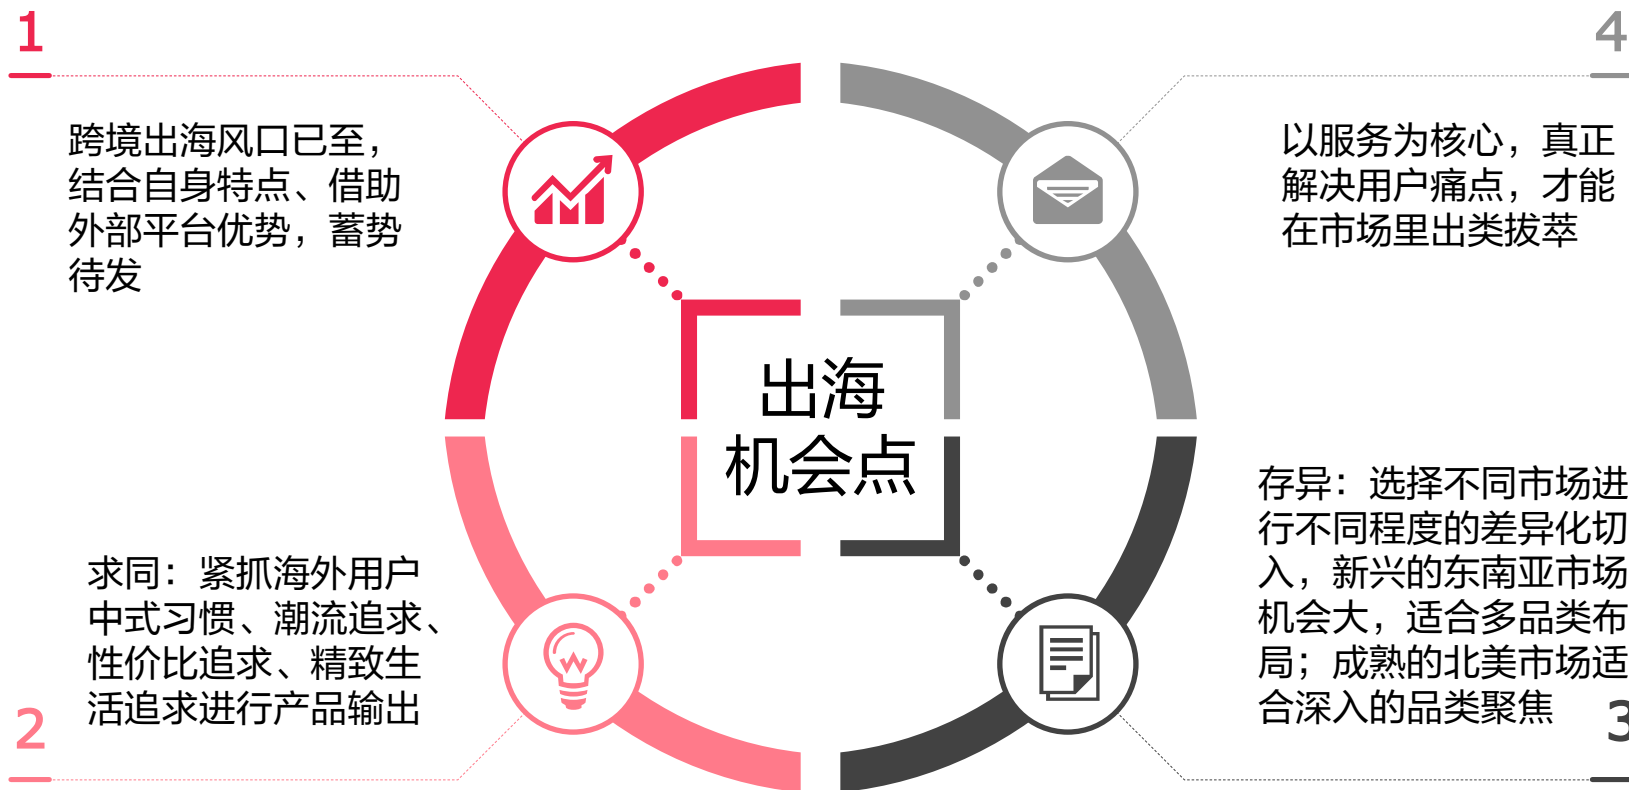 1
跨境出海风口已至，
结合自身特点、借助
外部平台优势，蓄势
待发
2
求同：紧抓海外用户
中式习惯、潮流追求、
性价比追求、精致生
活追求进行产品输出
出海
机会点
4
以服务为核心，真正
解决用户痛点，才能
在市场里出类拔萃
存异：选择不同市场进
行不同程度的差异化切
入，新兴的东南亚市场
机会大，适合多品类布
局；成熟的北美市场适
合深入的品类聚焦
3